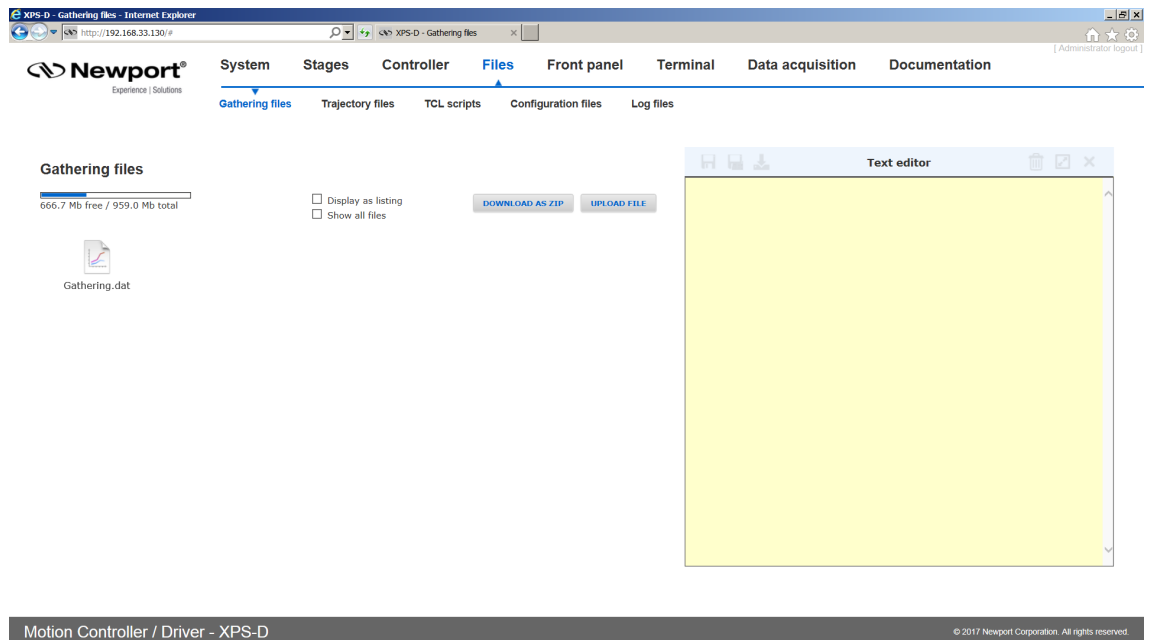 XPS-D - Gathering files - Internet Explorer
http://192.168.33.130/#
XPS-D - Gathering files
[ Administrator logout ]
Newport®
Experience | Solutions
System Stages Controller Files Front panel Terminal Data acquisition Documentation
Gathering files Trajectory files TCL scripts Configuration files Log files
Gathering files
666.7 Mb free / 959.0 Mb total
Display as listing
Show all files
DOWNLOAD AS ZIP UPLOAD FILE
Gathering.dat
Text editor
Motion Controller / Driver - XPS-D
© 2017 Newport Corporation. All rights reserved.